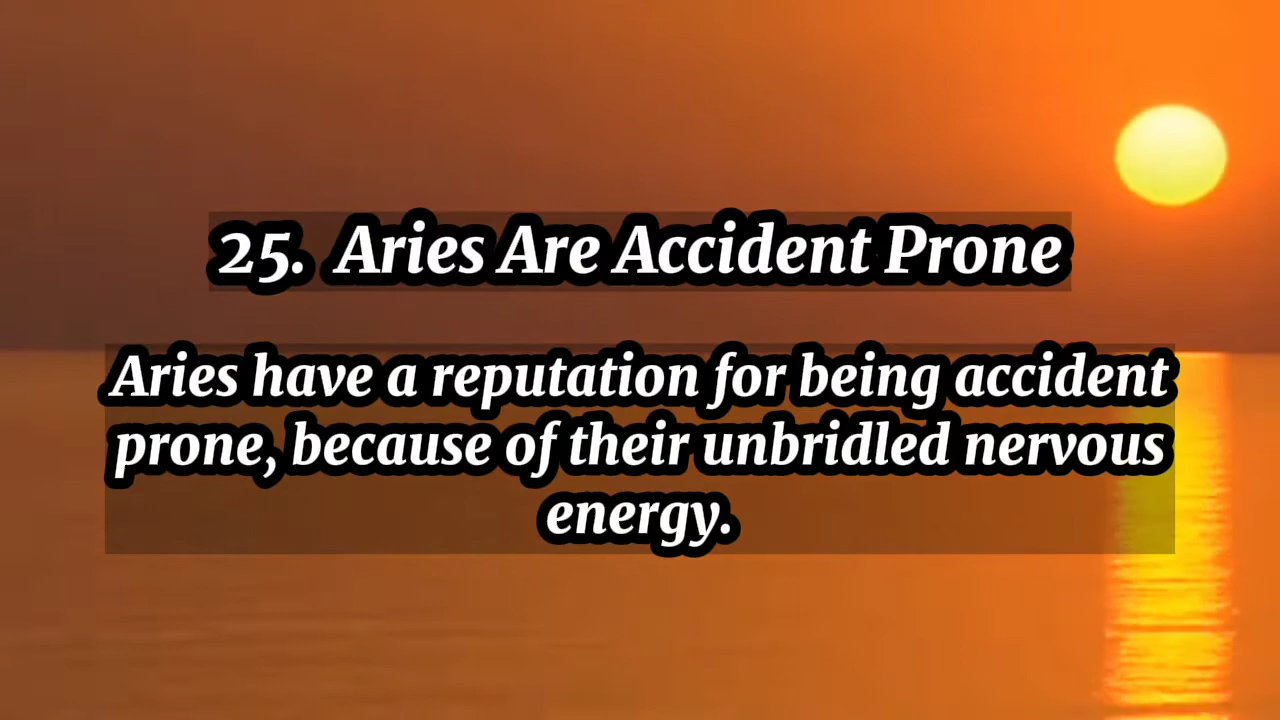 25. Aries Are Accident Prone
Aries have a reputation for being accident
prone, because of their unbridled nervous
energy.